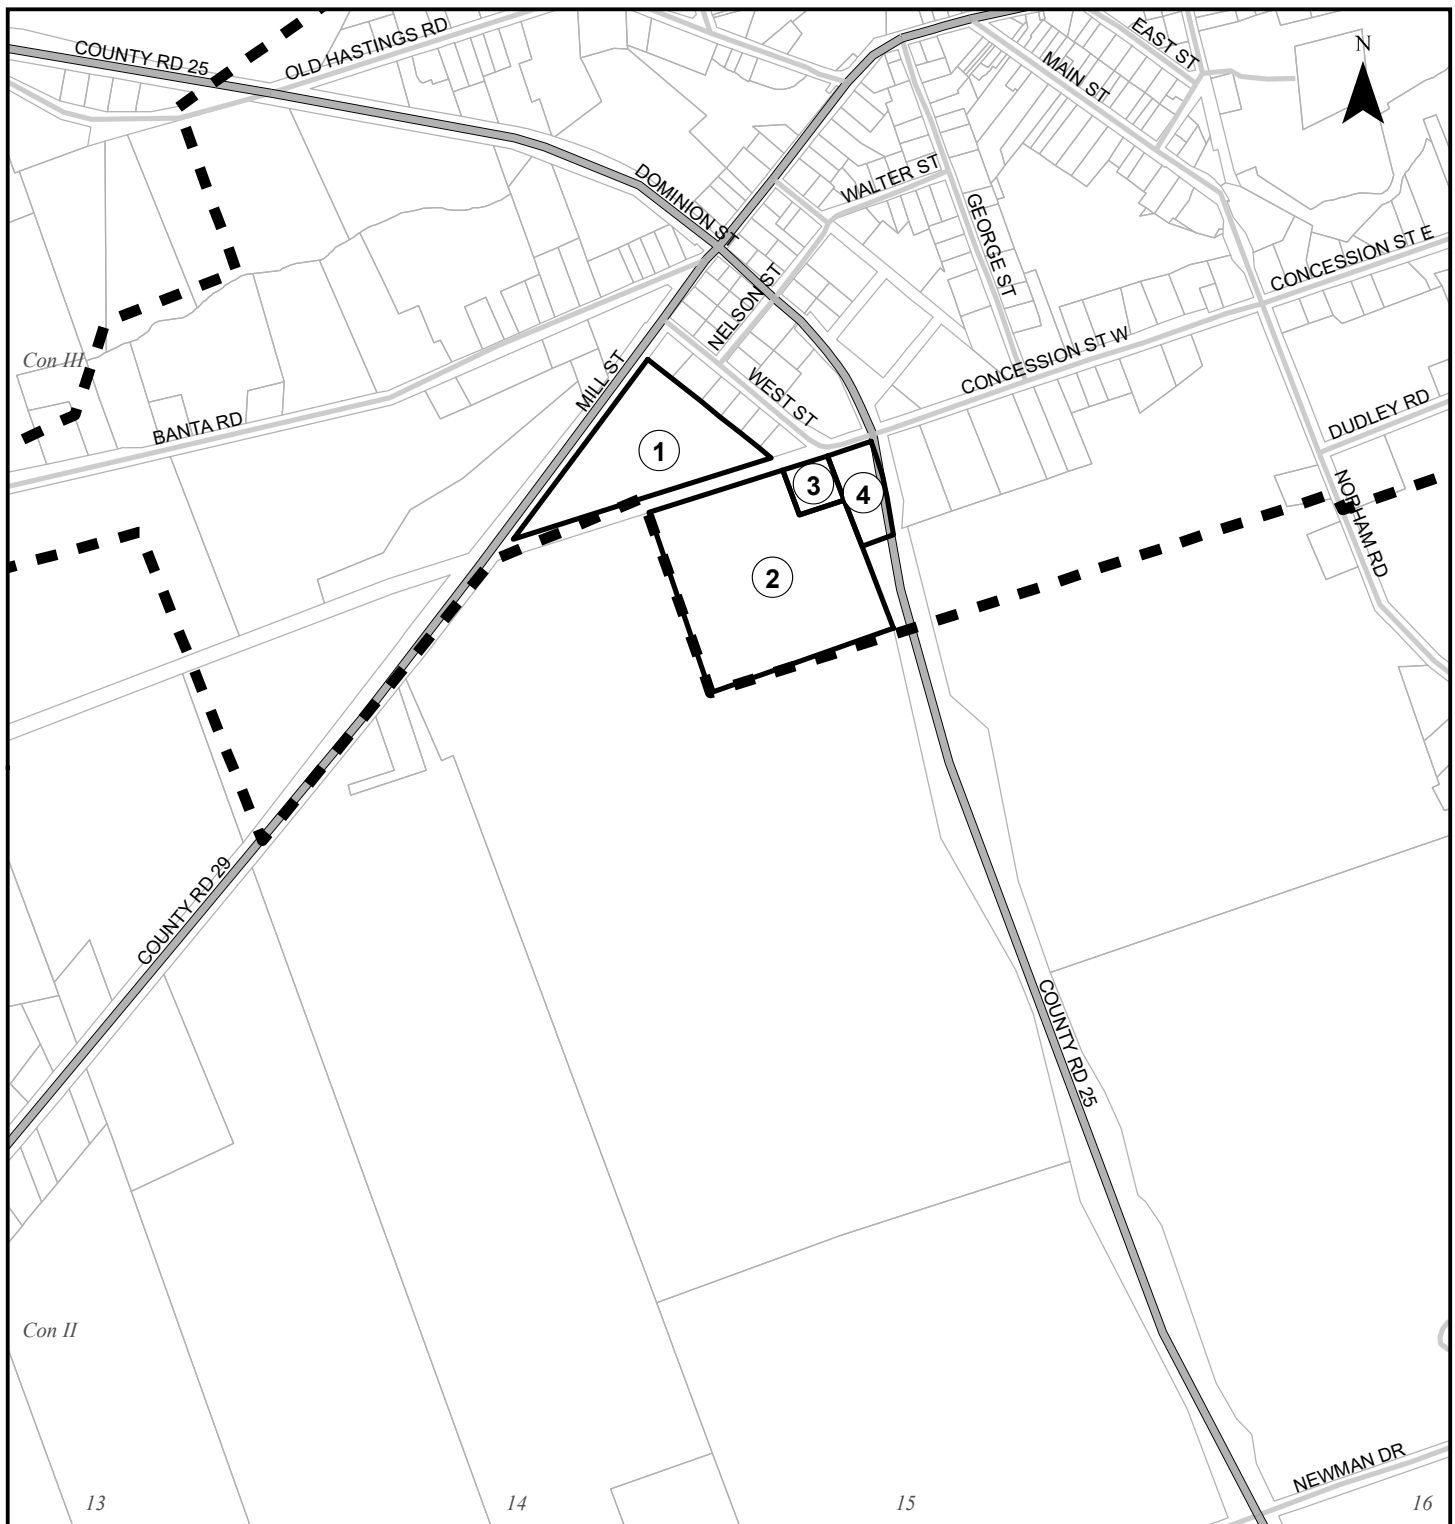 COUNTY RD 25
OLD HASTINGS RD
EAST ST
MAIN ST
N
DOMINION ST
WALTER ST
GEORGE ST
CONCESSION ST E
NELSON ST
CONCESSION ST W
Con III
MILL ST
WEST ST
BANTA RD
DUDLEY RD
1
3
4
NORHAM RD
2
COUNTY RD 29
COUNTY RD 25
Con II
NEWMAN DR
13
14
15
16